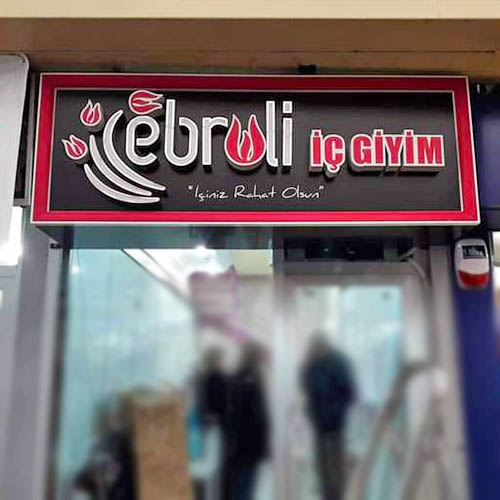 ebruli İÇ GİYİM
"İçiniz Rahat Olsun"